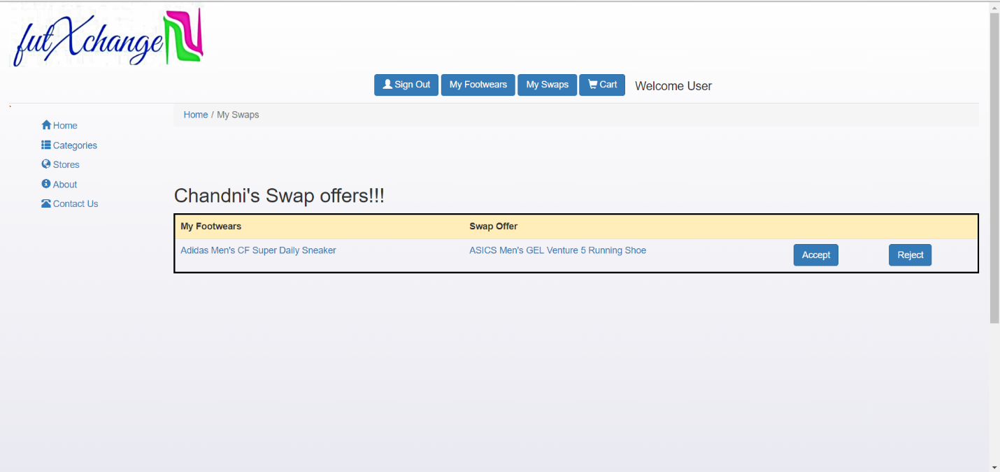 futXchange
Sign Out My Footwears My Swaps Cart Welcome User
`
Home / My Swaps
Home
Categories
Stores
About
Contact Us
Chandni's Swap offers!!!
My Footwears Swap Offer
Adidas Men's CF Super Daily Sneaker ASICS Men's GEL Venture 5 Running Shoe Accept Reject